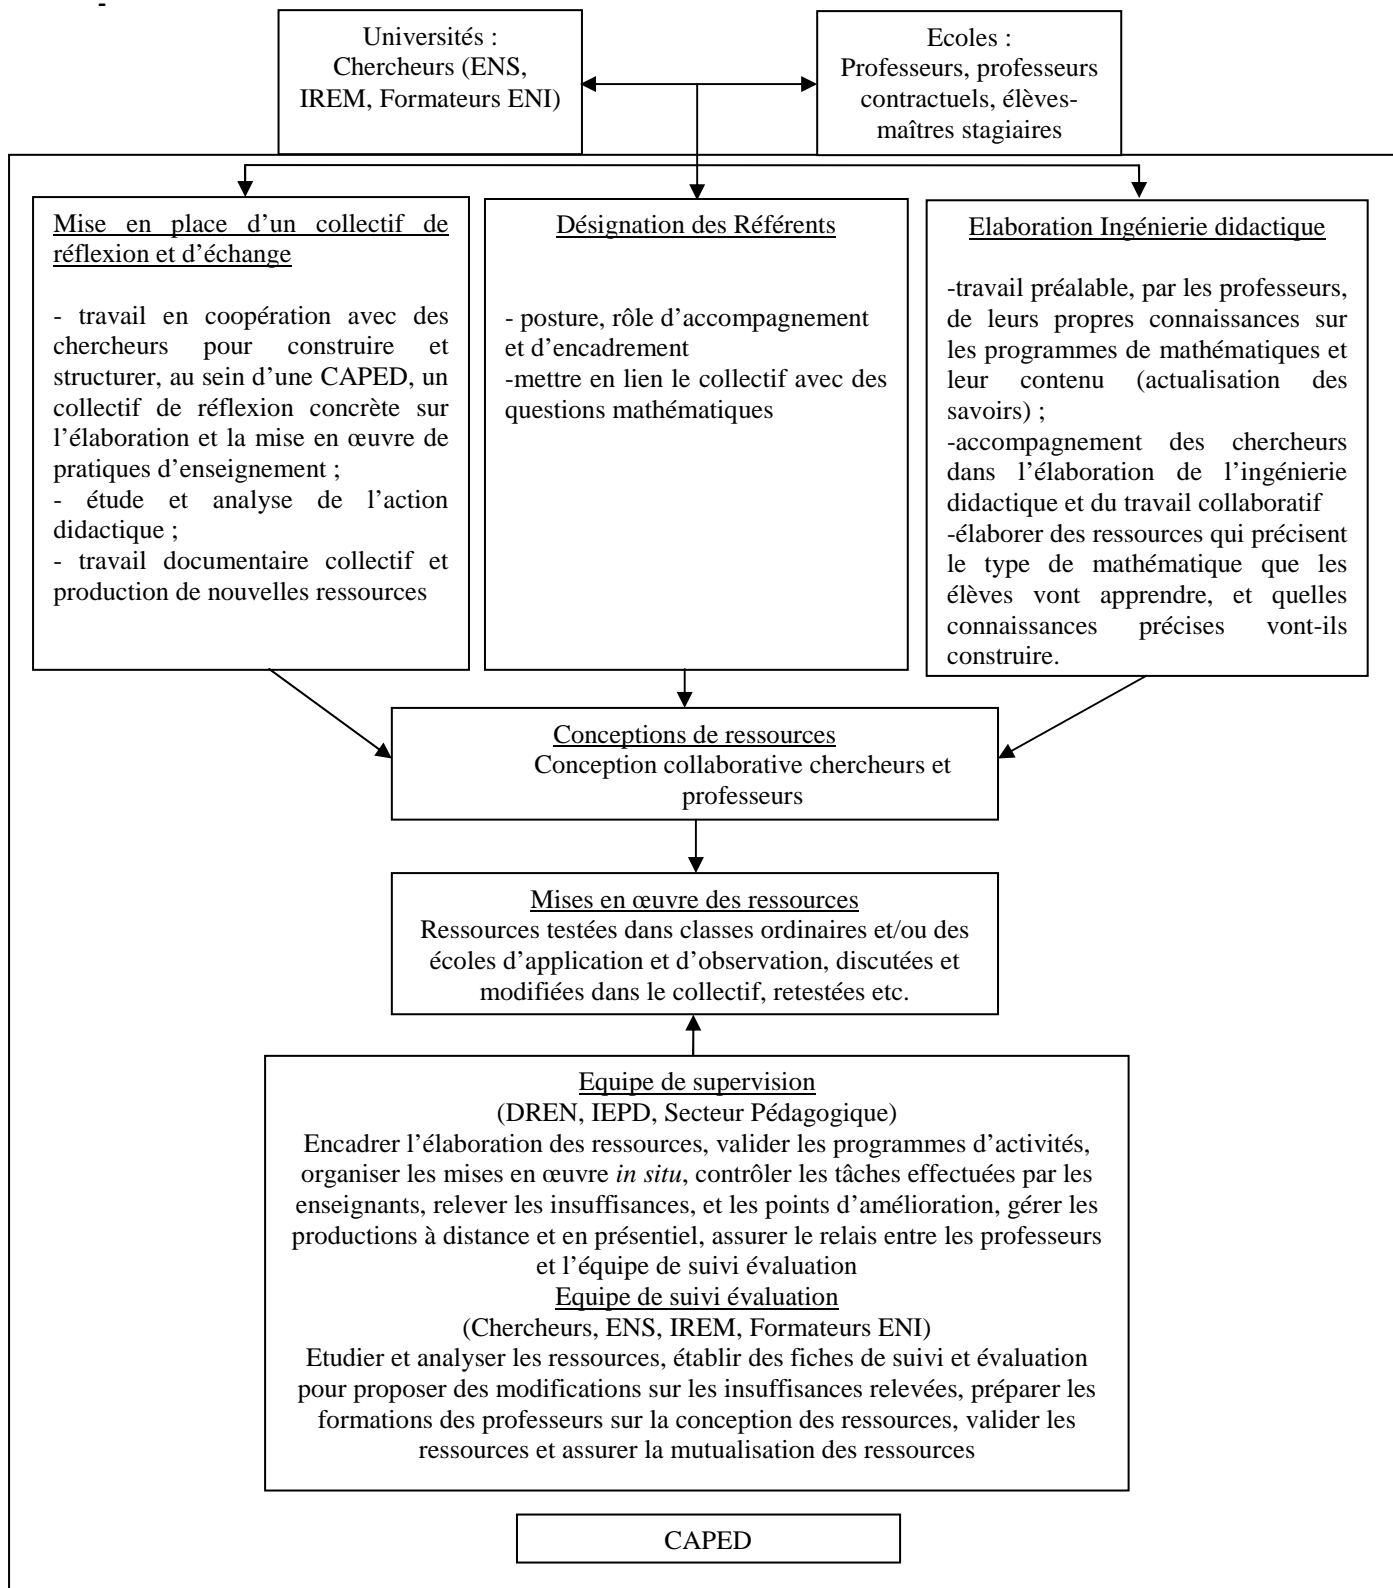 -
Universités :
Chercheurs (ENS,
IREM, Formateurs ENI)
Ecoles :
Professeurs, professeurs
contractuels, élèves-
maîtres stagiaires
Mise en place d’un collectif de
réflexion et d’échange
- travail en coopération avec des
chercheurs pour construire et
structurer, au sein d’une CAPED, un
collectif de réflexion concrète sur
l’élaboration et la mise en œuvre de
pratiques d’enseignement ;
- étude et analyse de l’action
didactique ;
- travail documentaire collectif et
production de nouvelles ressources
Désignation des Référents
- posture, rôle d’accompagnement
et d’encadrement
-mettre en lien le collectif avec des
questions mathématiques
Elaboration Ingénierie didactique
-travail préalable, par les professeurs,
de leurs propres connaissances sur
les programmes de mathématiques et
leur contenu (actualisation des
savoirs) ;
-accompagnement des chercheurs
dans l’élaboration de l’ingénierie
didactique et du travail collaboratif
-élaborer des ressources qui précisent
le type de mathématique que les
élèves vont apprendre, et quelles
connaissances précises vont-ils
construire.
Conceptions de ressources
Conception collaborative chercheurs et
professeurs
Mises en œuvre des ressources
Ressources testées dans classes ordinaires et/ou des
écoles d’application et d’observation, discutées et
modifiées dans le collectif, retestées etc.
Equipe de supervision
(DREN, IEPD, Secteur Pédagogique)
Encadrer l’élaboration des ressources, valider les programmes d’activités,
organiser les mises en œuvre in situ, contrôler les tâches effectuées par les
enseignants, relever les insuffisances, et les points d’amélioration, gérer les
productions à distance et en présentiel, assurer le relais entre les professeurs
et l’équipe de suivi évaluation
Equipe de suivi évaluation
(Chercheurs, ENS, IREM, Formateurs ENI)
Etudier et analyser les ressources, établir des fiches de suivi et évaluation
pour proposer des modifications sur les insuffisances relevées, préparer les
formations des professeurs sur la conception des ressources, valider les
ressources et assurer la mutualisation des ressources
CAPED